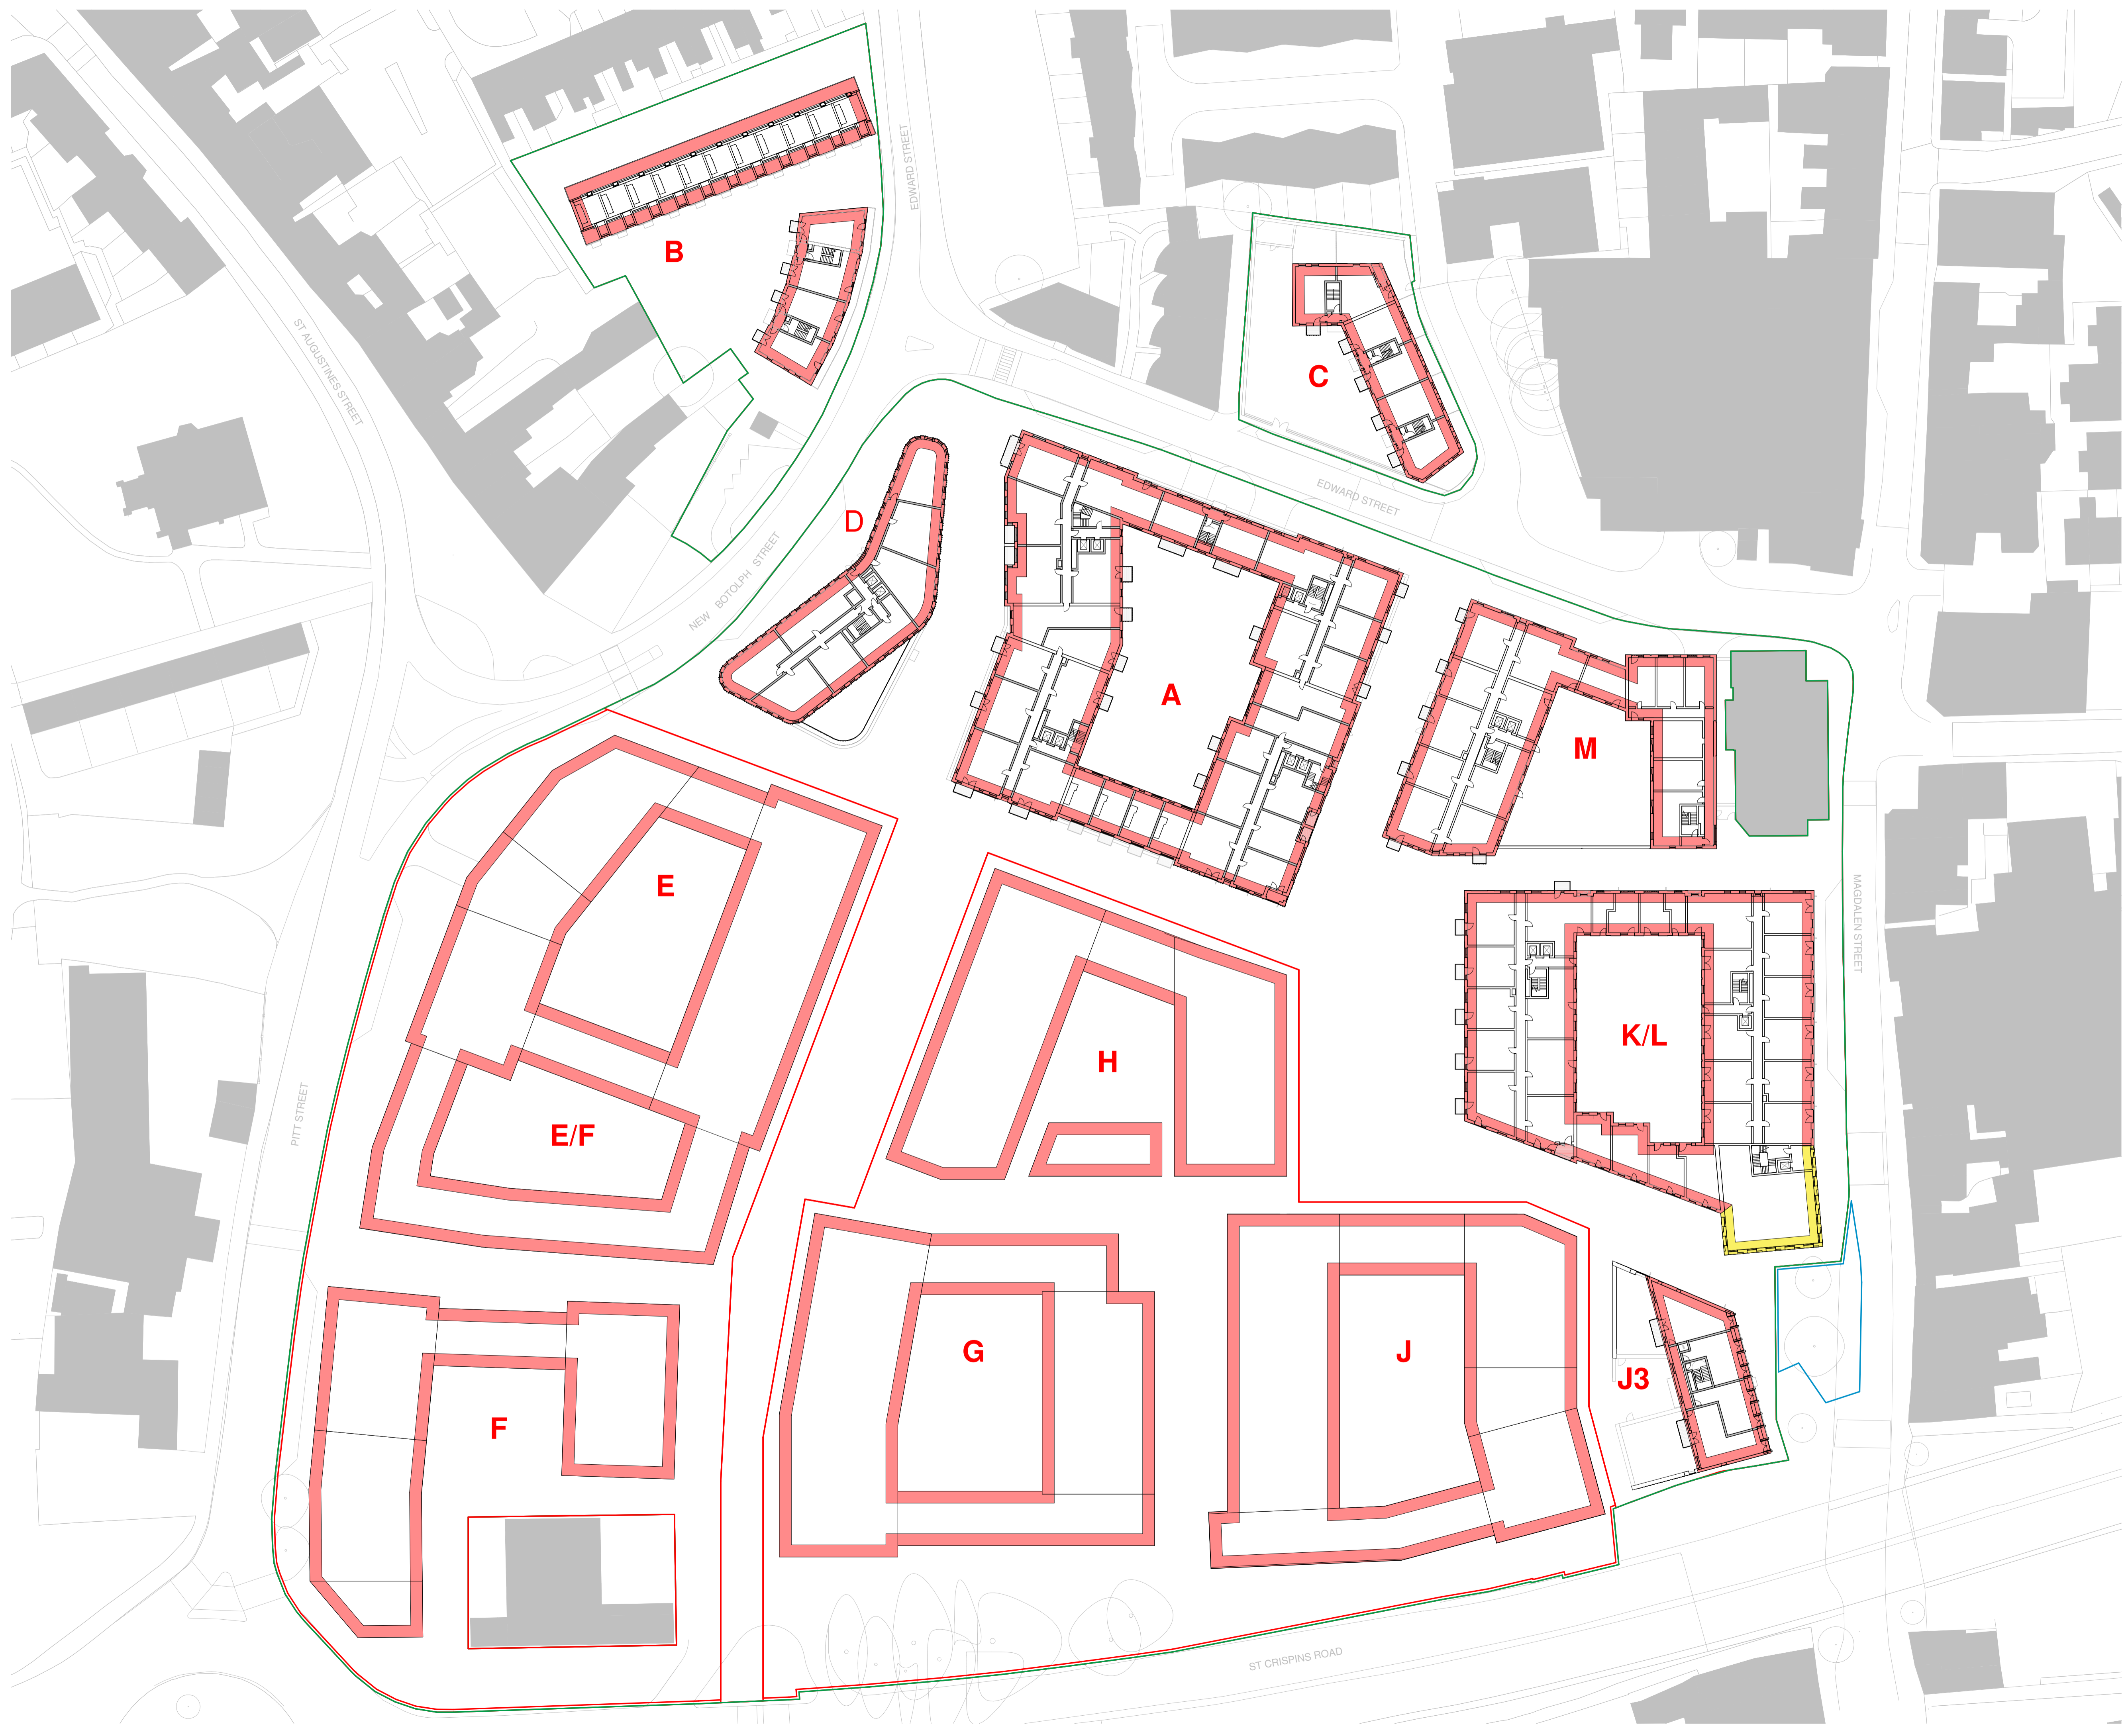 EDWARD STREET
B
ST AUGUSTINES STREET
C
EDWARD STREET
D
NEW BOTOLPH STREET
A
M
E
MAGDALEN STREET
K/L
H
PITT STREET
E/F
G
J
J3
F
ST CRISPINS ROAD